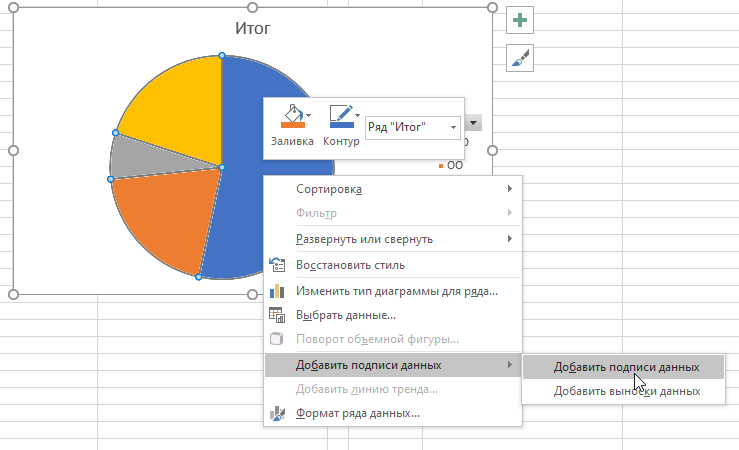 Итог
Заливка
Контур
Ряд "Итог"
ОО
Сортировка
Фильтр
Развернуть или свернуть
Восстановить стиль
Изменить тип диаграммы для ряда...
Выбрать данные...
Поворот объемной фигуры...
Добавить подписи данных
Добавить подписи данных
Добавить линию тренда...
Добавить выноски данных
Формат ряда данных...